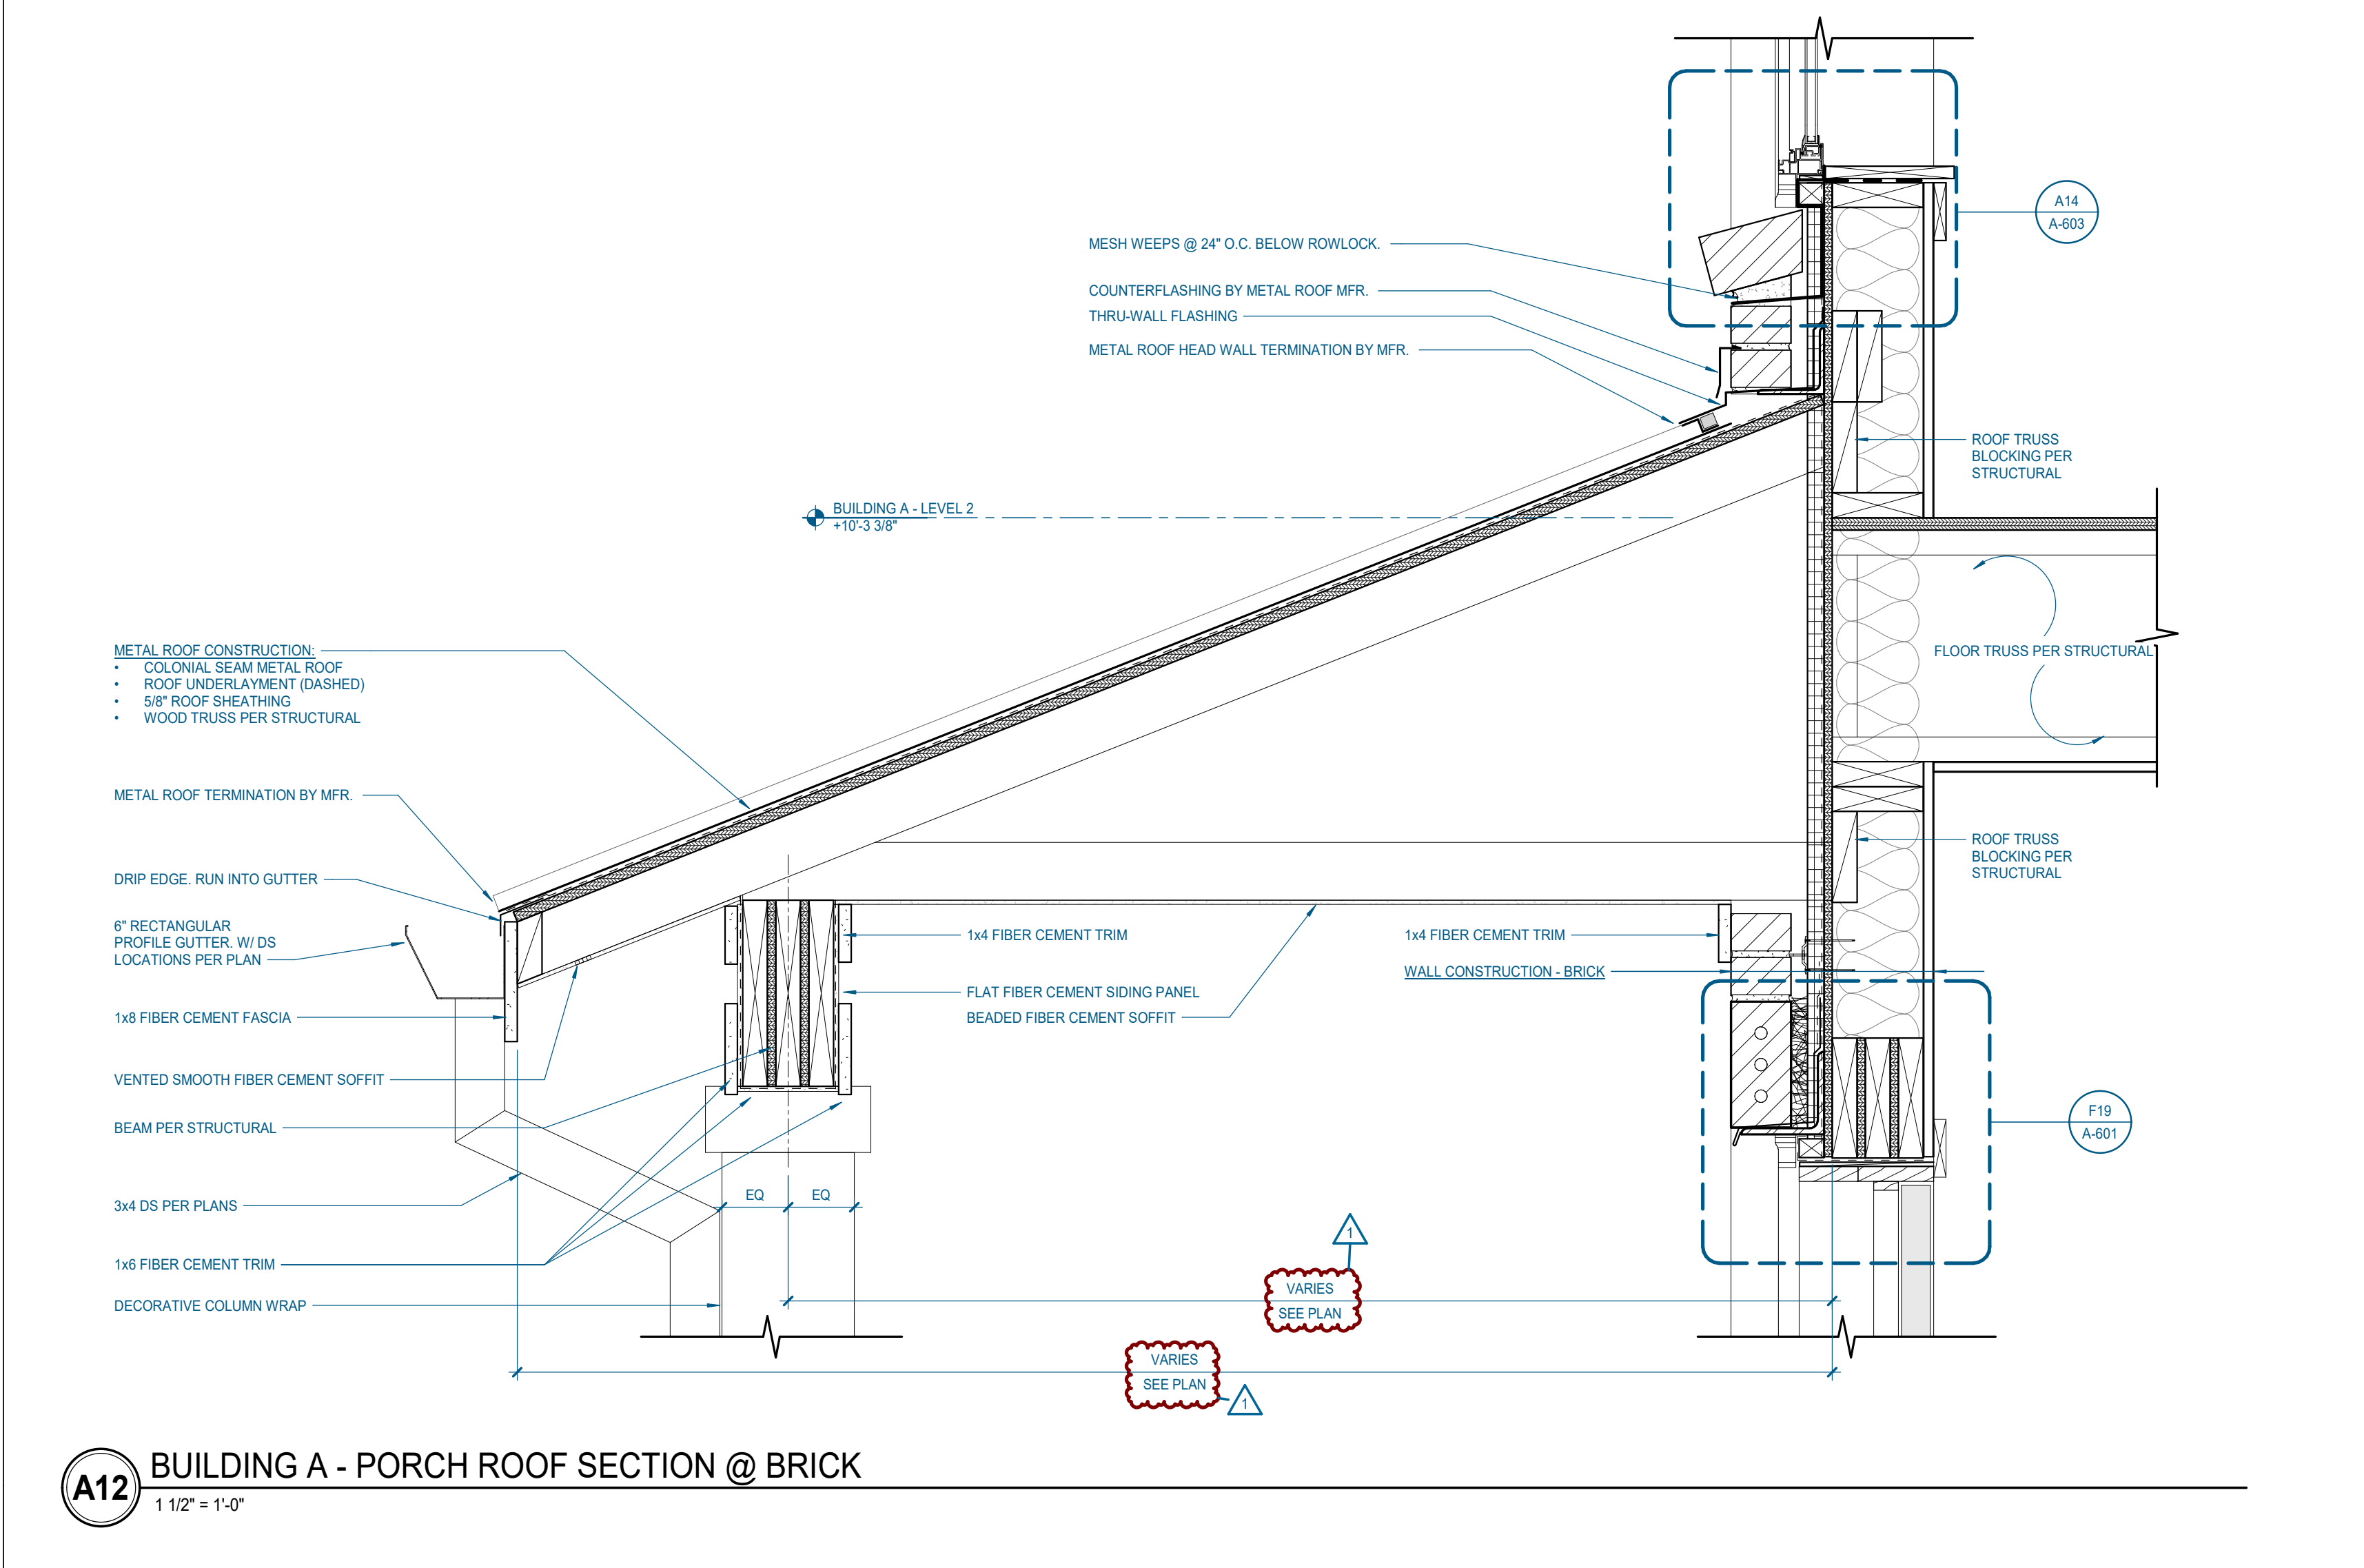 A14
A-603
MESH WEEPS @ 24" O.C. BELOW ROWLOCK.
COUNTERFLASHING BY METAL ROOF MFR.
THRU-WALL FLASHING
METAL ROOF HEAD WALL TERMINATION BY MFR.
ROOF TRUSS
BLOCKING PER
STRUCTURAL
BUILDING A - LEVEL 2
+10'-3 3/8"
FLOOR TRUSS PER STRUCTURAL
METAL ROOF CONSTRUCTION:
• COLONIAL SEAM METAL ROOF
• ROOF UNDERLAYMENT (DASHED)
• 5/8" ROOF SHEATHING
• WOOD TRUSS PER STRUCTURAL
METAL ROOF TERMINATION BY MFR.
ROOF TRUSS
BLOCKING PER
STRUCTURAL
DRIP EDGE. RUN INTO GUTTER
6" RECTANGULAR
PROFILE GUTTER. W/ DS
LOCATIONS PER PLAN
1x4 FIBER CEMENT TRIM
1x4 FIBER CEMENT TRIM
WALL CONSTRUCTION - BRICK
FLAT FIBER CEMENT SIDING PANEL
BEADED FIBER CEMENT SOFFIT
1x8 FIBER CEMENT FASCIA
VENTED SMOOTH FIBER CEMENT SOFFIT
BEAM PER STRUCTURAL
F19
A-601
3x4 DS PER PLANS
EQ
EQ
1x6 FIBER CEMENT TRIM
DECORATIVE COLUMN WRAP
1
VARIES
SEE PLAN
VARIES
SEE PLAN
1
A12
BUILDING A - PORCH ROOF SECTION @ BRICK
1 1/2" = 1'-0"